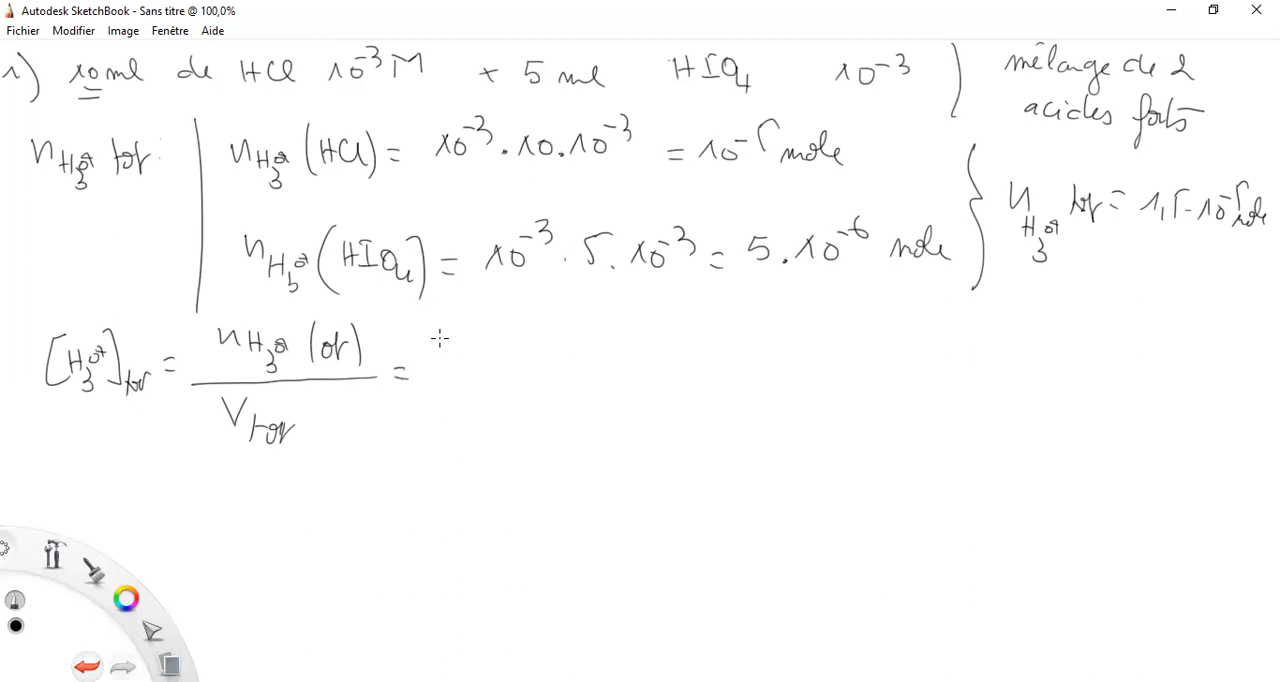 Autodesk SketchBook - Sans titre @ 100,0%
Fichier Modifier Image Fenêtre Aide
1) 10 ml de HCl 10⁻³ M + 5 ml HIO₄ 10⁻³ ) mélange de 2
acides forts
n H₃O⁺ tot | n H₃O⁺ (HCl) = 10⁻³ . 10 . 10⁻³ = 10⁻⁵ mole
n H₃O⁺ (HIO₄) = 10⁻³ . 5 . 10⁻³ = 5 . 10⁻⁶ mole } n H₃O⁺ tot = 1,5 . 10⁻⁵ mole
[H₃O⁺]tot = n H₃O⁺ (tot) / V tot =